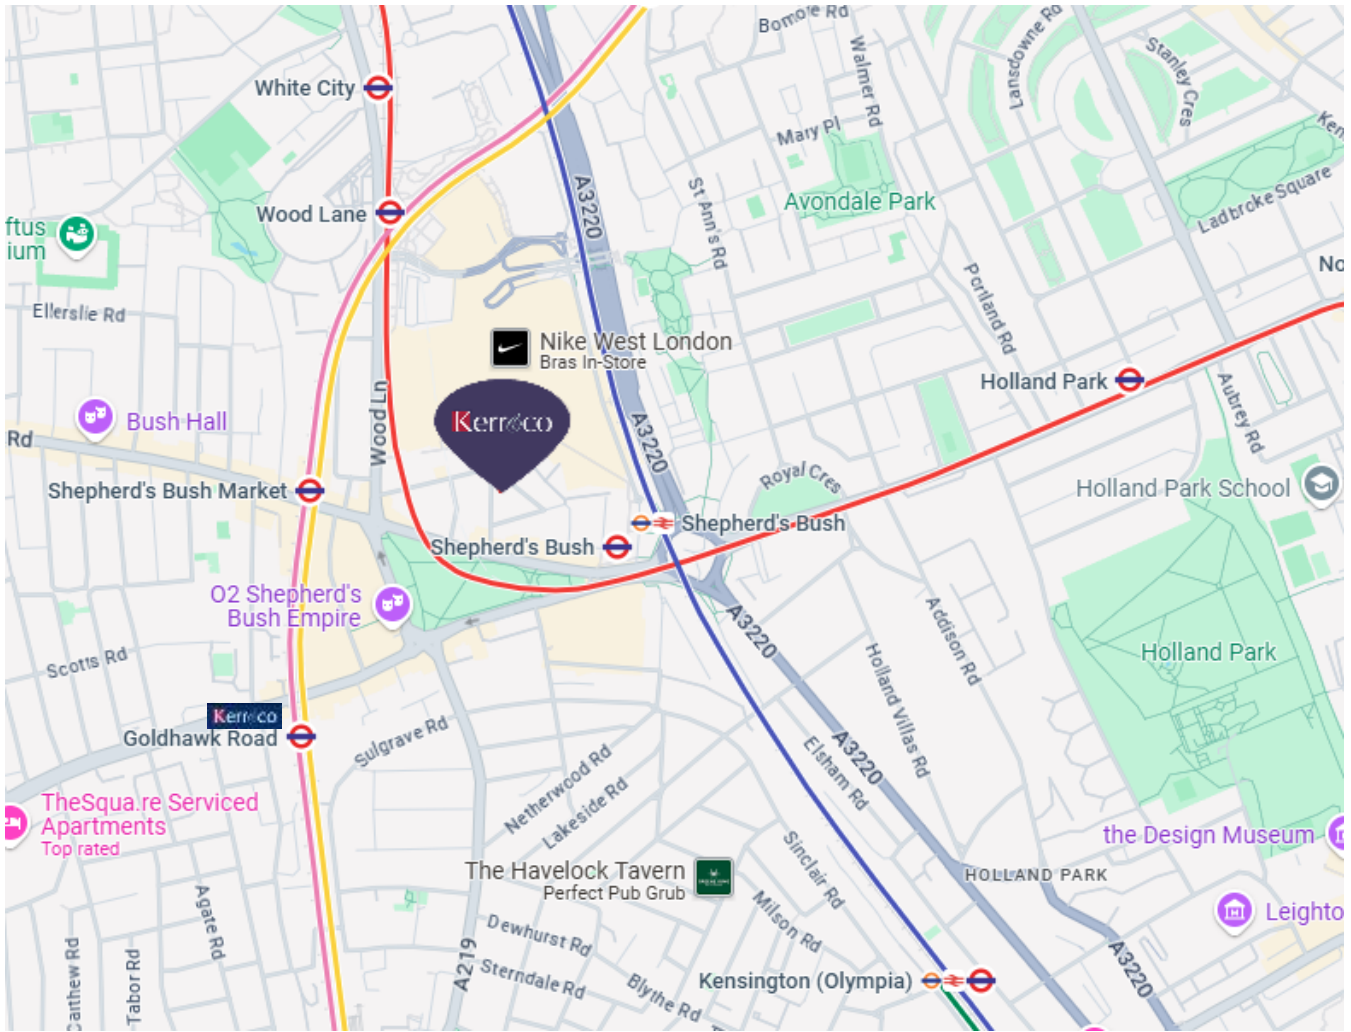 Bomore Rd
Walmer Rd
Lansdowne Rd
Stanley Cres
White City
Mary Pl
Ken
A3220
St Ann's Rd
Avondale Park
Ladbroke Square
Wood Lane
ftus
ium
No
Portland Rd
Ellerslie Rd
Nike West London
Bras In-Store
Holland Park
Aubrey Rd
Wood Ln
Bush Hall
Kerr&co
Rd
A3220
Royal Cres
Shepherd's Bush Market
Holland Park School
Shepherd's Bush
Shepherd's Bush
O2 Shepherd's
Bush Empire
A3220
Addison Rd
Holland Park
Scotts Rd
Holland Villas Rd
Kerr&co
Goldhawk Road
Sulgrave Rd
A3220
Elsham Rd
Netherwood Rd
Lakeside Rd
TheSqua.re Serviced
Apartments
Top rated
the Design Museum
Sinclair Rd
The Havelock Tavern
Perfect Pub Grub
HOLLAND PARK
Agate Rd
Milson Rd
Leighto
Dewhurst Rd
A219
Caithew Rd
Tabor Rd
Sterndale Rd
Blythe Rd
Kensington (Olympia)
A3220